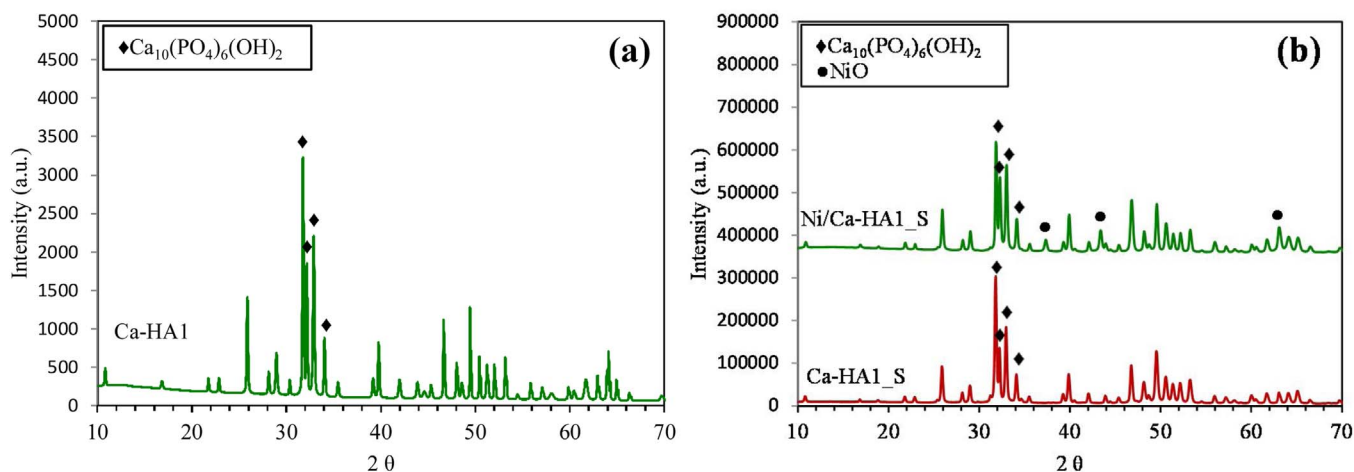 5000
4500
4000
3500
3000
2500
2000
1500
1000
500
0
Intensity (a.u.)
◆Ca₁₀(PO₄)₆(OH)₂
(a)
Ca-HA1
10 20 30 40 50 60 70
2 θ
900000
800000
700000
600000
500000
400000
300000
200000
100000
0
Intensity (a.u.)
◆Ca₁₀(PO₄)₆(OH)₂
● NiO
(b)
Ni/Ca-HA1_S
Ca-HA1_S
10 20 30 40 50 60 70
2 θ